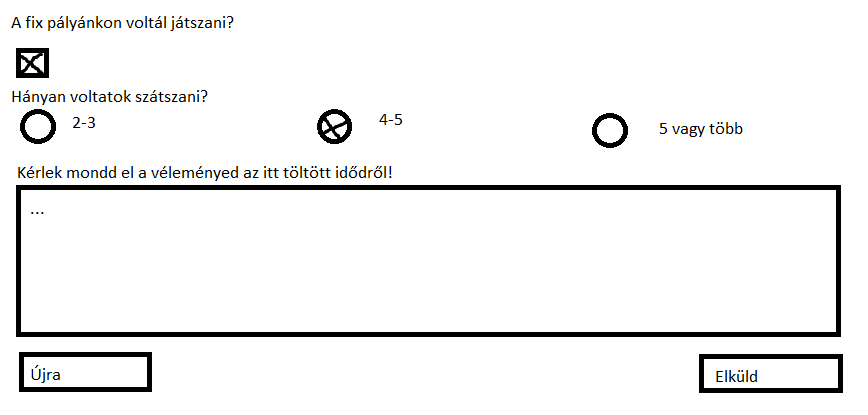 A fix pályánkon voltál játszani?
Hányan voltatok szátszani?
2-3
4-5
5 vagy több
Kérlek mondd el a véleményed az itt töltött idődről!
...
Újra
Elküld